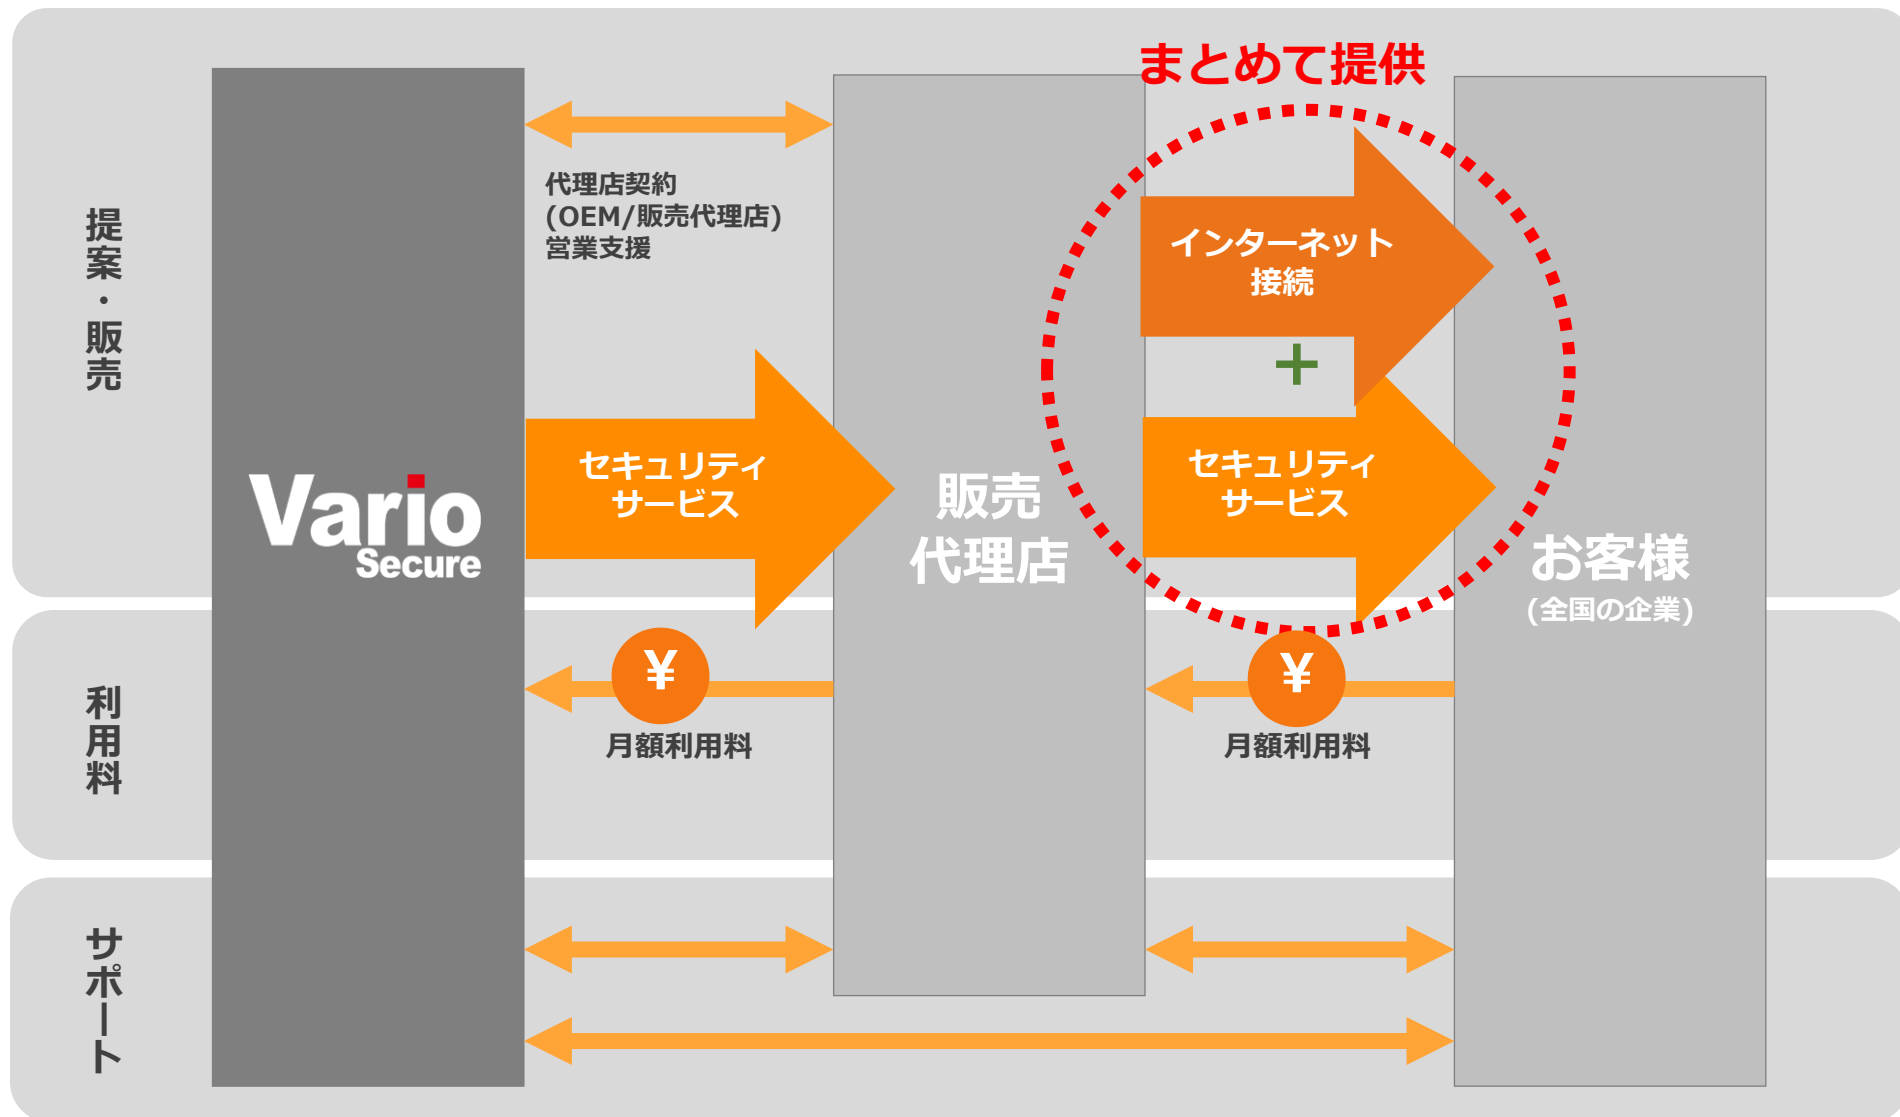 まとめて提供
代理店契約
(OEM/販売代理店)
営業支援
提案・販売
インターネット
接続
+
セキュリティ
サービス
セキュリティ
サービス
Vario
Secure
販売
代理店
お客様
(全国の企業)
利用料
¥
¥
月額利用料
月額利用料
サポート